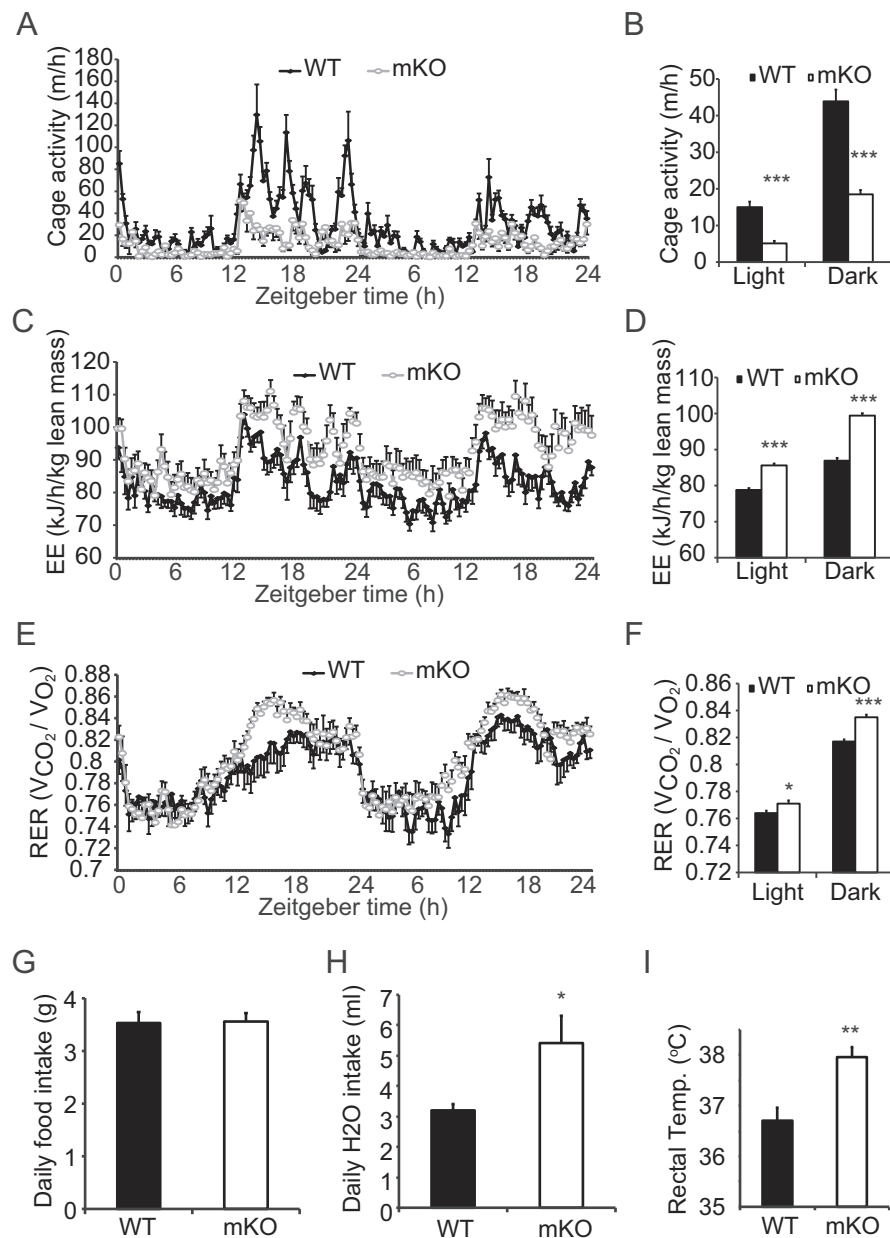 A
Cage activity (m/h)
180
160
140
120
100
80
60
40
20
0
WT mKO
0 6 12 18 24 6 12 18 24
Zeitgeber time (h)
B
Cage activity (m/h)
50
40
30
20
10
0
WT mKO
***
***
Light Dark
C
EE (kJ/h/kg lean mass)
120
110
100
90
80
70
60
WT mKO
0 6 12 18 24 6 12 18 24
Zeitgeber time (h)
D
EE (kJ/h/kg lean mass)
110
100
90
80
70
60
WT mKO
***
***
Light Dark
E
RER (VCO2 / VO2)
0.88
0.84
0.82
0.76
0.74
0.7
WT mKO
0 6 12 18 24 6 12 18 24
Zeitgeber time (h)
F
RER (VCO2 / VO2)
0.86
0.84
0.82
0.8
0.78
0.76
0.74
0.72
WT mKO
*
***
Light Dark
G
Daily food intake (g)
4
3
2
1
0
WT mKO
H
Daily H2O intake (ml)
7
6
5
4
3
2
1
0
*
WT mKO
I
Rectal Temp. (ºC)
38
37
36
35
**
WT mKO